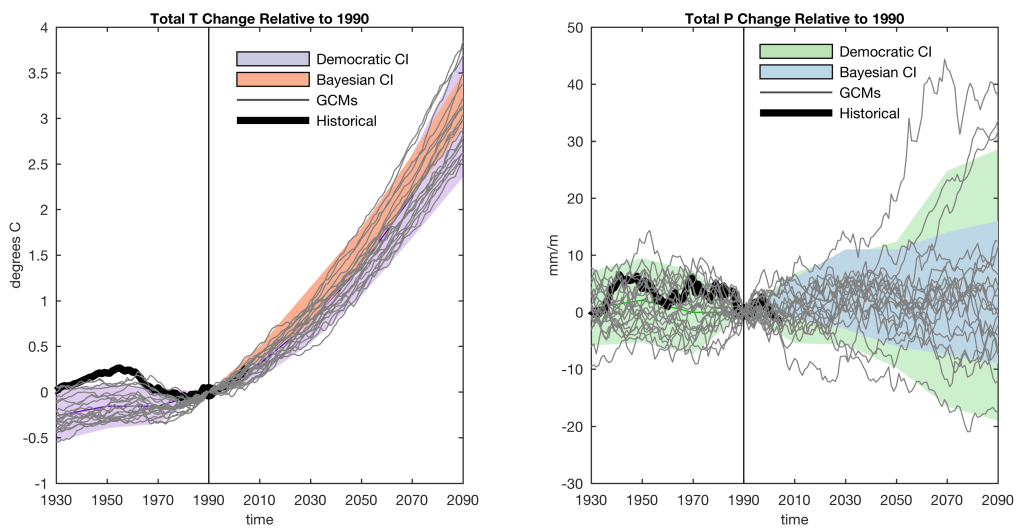 Total T Change Relative to 1990
4
3.5
3
2.5
2
1.5
1
0.5
0
-0.5
-1
degrees C
Democratic CI
Bayesian CI
GCMs
Historical
1930 1950 1970 1990 2010 2030 2050 2070 2090
time
Total P Change Relative to 1990
50
40
30
20
10
0
-10
-20
-30
mm/m
Democratic CI
Bayesian CI
GCMs
Historical
1930 1950 1970 1990 2010 2030 2050 2070 2090
time